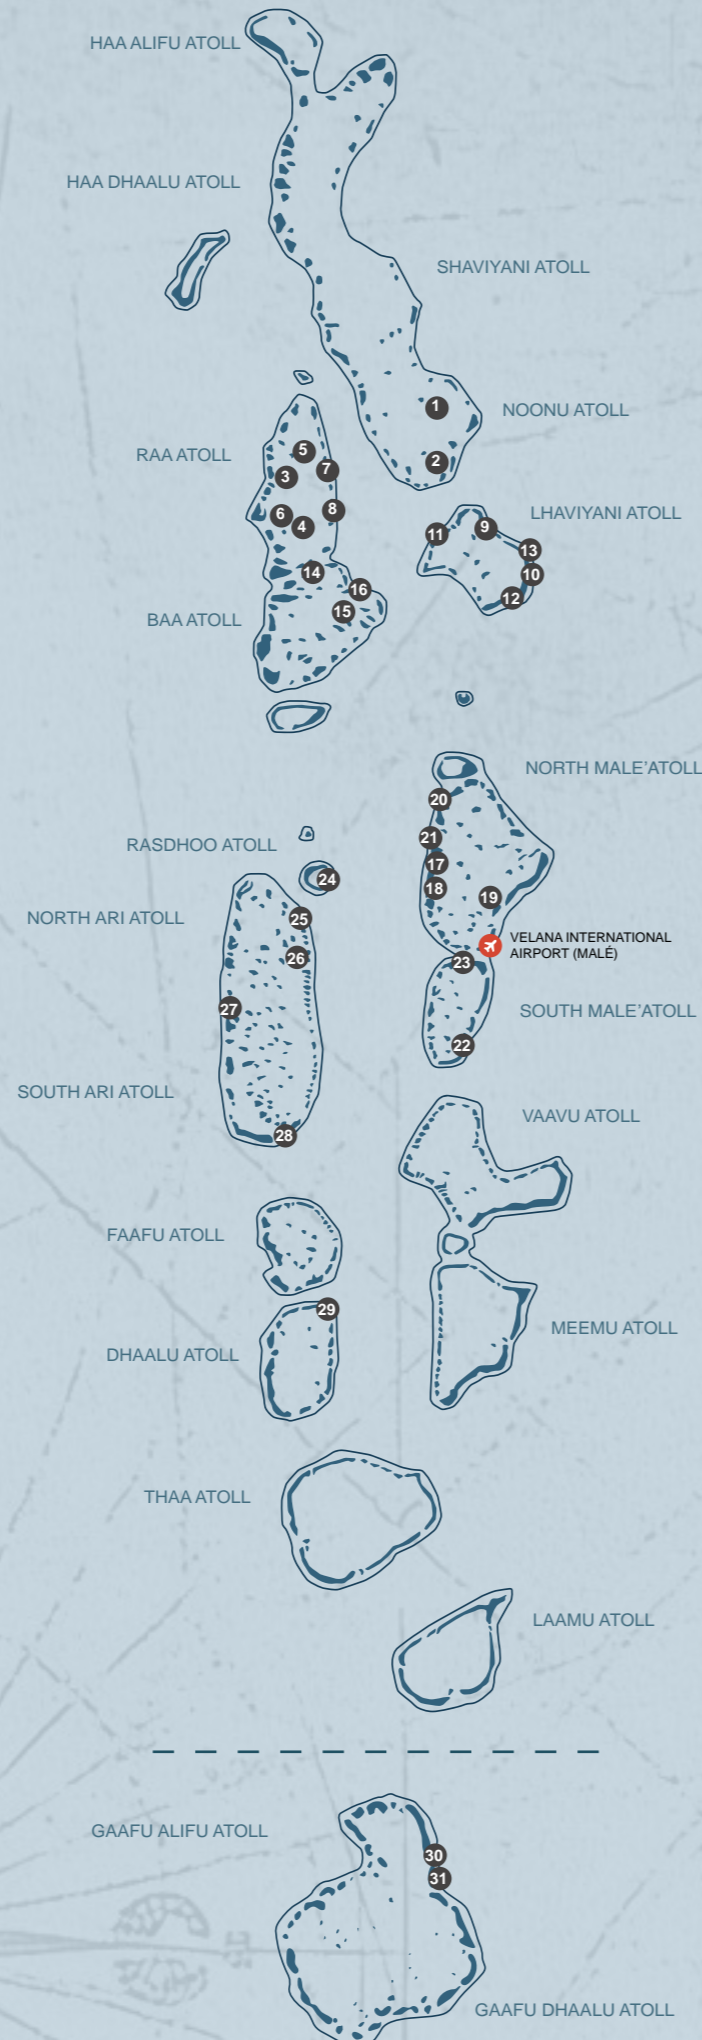 HAA ALIFU ATOLL
HAA DHAALU ATOLL
SHAVIYANI ATOLL
1
NOONU ATOLL
RAA ATOLL
5
2
7
3
8
6
4
LHAVIYANI ATOLL
9
11
13
14
10
16
12
15
BAA ATOLL
NORTH MALE'ATOLL
20
21
RASDHOO ATOLL
17
24
18
19
NORTH ARI ATOLL
25
VELANA INTERNATIONAL
AIRPORT (MALÉ)
26
23
27
SOUTH MALE'ATOLL
22
SOUTH ARI ATOLL
VAAVU ATOLL
28
FAAFU ATOLL
29
MEEMU ATOLL
DHAALU ATOLL
THAA ATOLL
LAAMU ATOLL
GAAFU ALIFU ATOLL
30
31
GAAFU DHAALU ATOLL